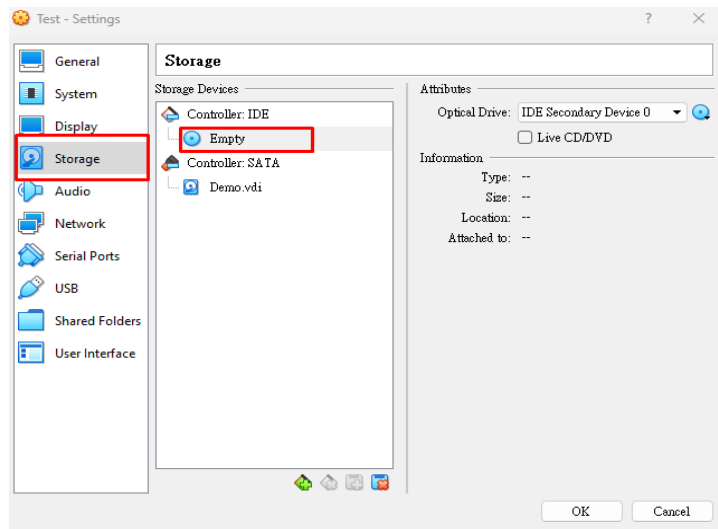 Test - Settings
?
General
System
Display
Storage
Audio
Network
Serial Ports
USB
Shared Folders
User Interface
Storage
Storage Devices
Controller: IDE
Empty
Controller: SATA
Demo.vdi
Attributes
Optical Drive: IDE Secondary Device 0
Live CD/DVD
Information
Type: --
Size: --
Location: --
Attached to: --
OK
Cancel